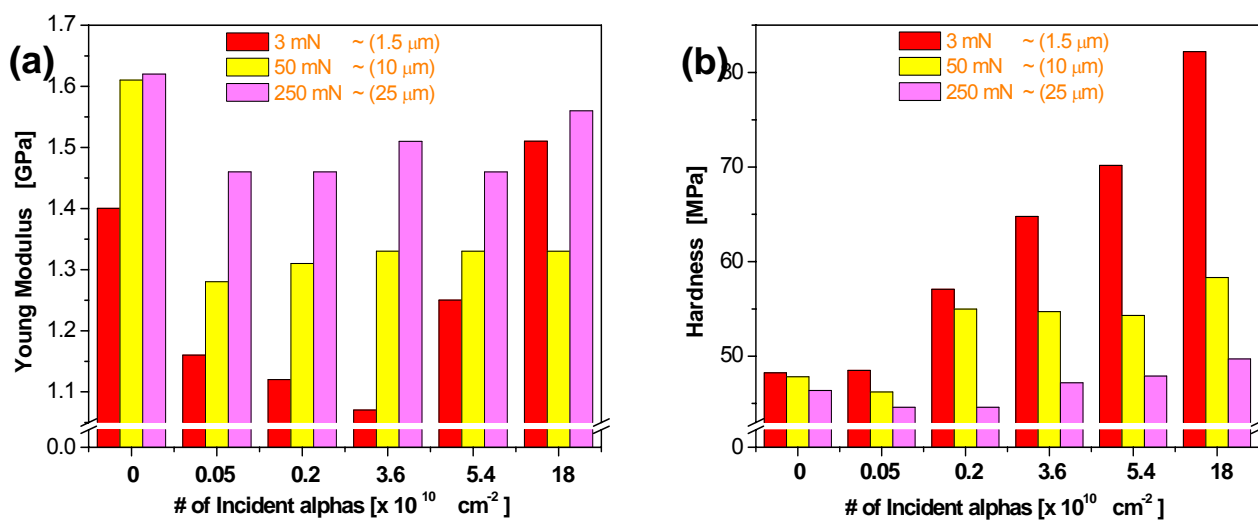 (a)
3 mN ~ (1.5 μm)
50 mN ~ (10 μm)
250 mN ~ (25 μm)
Young Modulus [GPa]
1.7
1.6
1.5
1.4
1.3
1.2
1.1
0.0
0 0.05 0.2 3.6 5.4 18
# of Incident alphas [x 10^10 cm^-2 ]
(b)
3 mN ~ (1.5 μm)
50 mN ~ (10 μm)
250 mN ~ (25 μm)
Hardness [MPa]
80
70
60
50
0
0 0.05 0.2 3.6 5.4 18
# of Incident alphas [x 10^10 cm^-2 ]